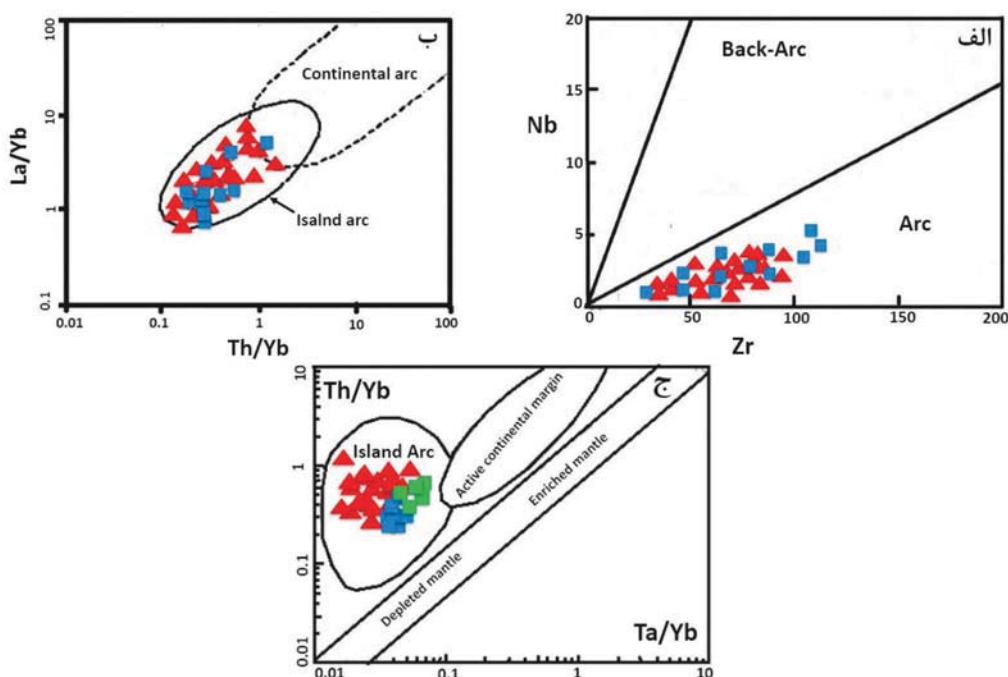 ب
100
10
1
0.1
La/Yb
Continental arc
Isalnd arc
0.01
0.1
1
10
100
Th/Yb
الف
20
15
10
5
0
Nb
Back-Arc
Arc
0
50
100
150
200
Zr
ج
Th/Yb
10
1
0.1
0.01
Island Arc
Active continental margin
Enriched mantle
Depleted mantle
Ta/Yb
0.01
0.1
1
10